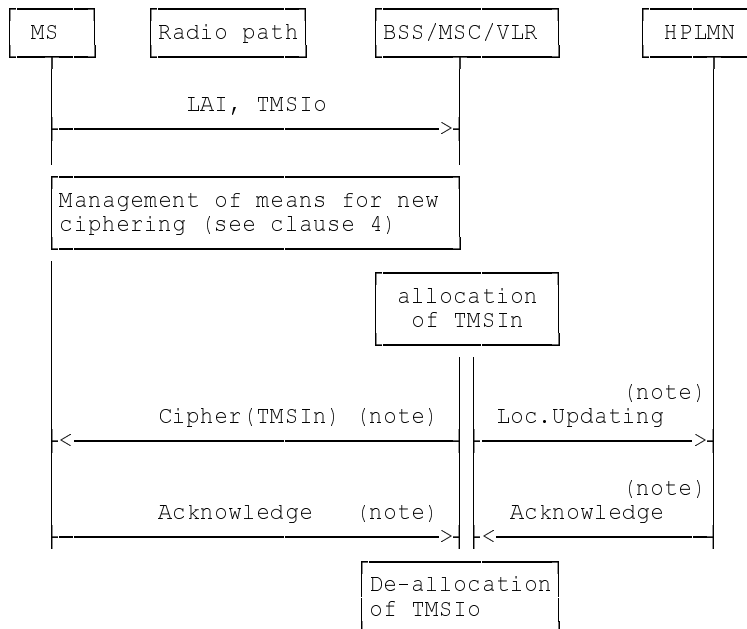 MS
Radio path
BSS/MSC/VLR
HPLMN
LAI, TMSIo
Management of means for new
ciphering (see clause 4)
allocation
of TMSIn
(note)
Cipher(TMSIn) (note)
Loc.Updating
(note)
Acknowledge (note)
Acknowledge
De-allocation
of TMSIo